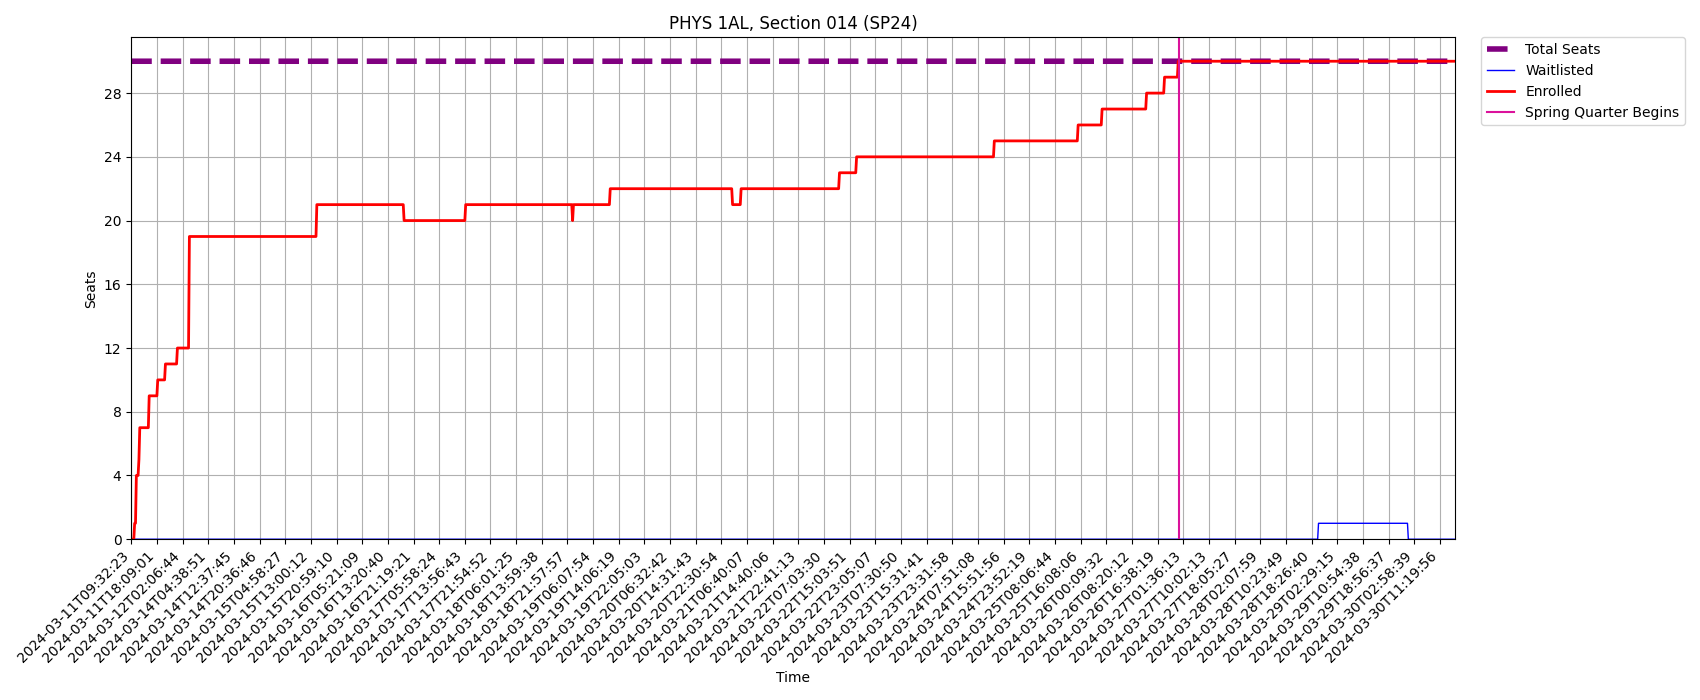 PHYS 1AL, Section 014 (SP24)
Total Seats
Waitlisted
Enrolled
Spring Quarter Begins
Seats
28
24
20
16
12
8
4
0
2024-03-11T09:32:23
2024-03-11T18:09:01
2024-03-12T02:06:44
2024-03-14T04:38:51
2024-03-14T12:37:45
2024-03-14T20:36:46
2024-03-15T04:58:27
2024-03-15T13:00:12
2024-03-15T20:59:10
2024-03-16T05:21:09
2024-03-16T13:20:40
2024-03-16T21:19:21
2024-03-17T05:58:24
2024-03-17T13:56:43
2024-03-17T21:54:52
2024-03-18T06:01:25
2024-03-18T13:59:38
2024-03-18T21:57:57
2024-03-19T06:07:54
2024-03-19T14:06:19
2024-03-19T22:05:03
2024-03-20T06:32:42
2024-03-20T14:31:43
2024-03-20T22:30:54
2024-03-21T06:40:07
2024-03-21T14:40:06
2024-03-21T22:41:13
2024-03-22T07:03:30
2024-03-22T15:03:51
2024-03-22T23:05:07
2024-03-23T07:30:50
2024-03-23T15:31:41
2024-03-23T23:31:58
2024-03-24T07:51:08
2024-03-24T15:51:56
2024-03-24T23:52:19
2024-03-25T08:06:44
2024-03-25T16:08:06
2024-03-26T00:09:32
2024-03-26T08:20:12
2024-03-26T16:38:19
2024-03-27T01:36:13
2024-03-27T10:02:13
2024-03-27T18:05:27
2024-03-28T02:07:59
2024-03-28T10:23:49
2024-03-28T18:26:40
2024-03-29T02:29:15
2024-03-29T10:54:38
2024-03-29T18:56:37
2024-03-30T02:58:39
2024-03-30T11:19:56
Time